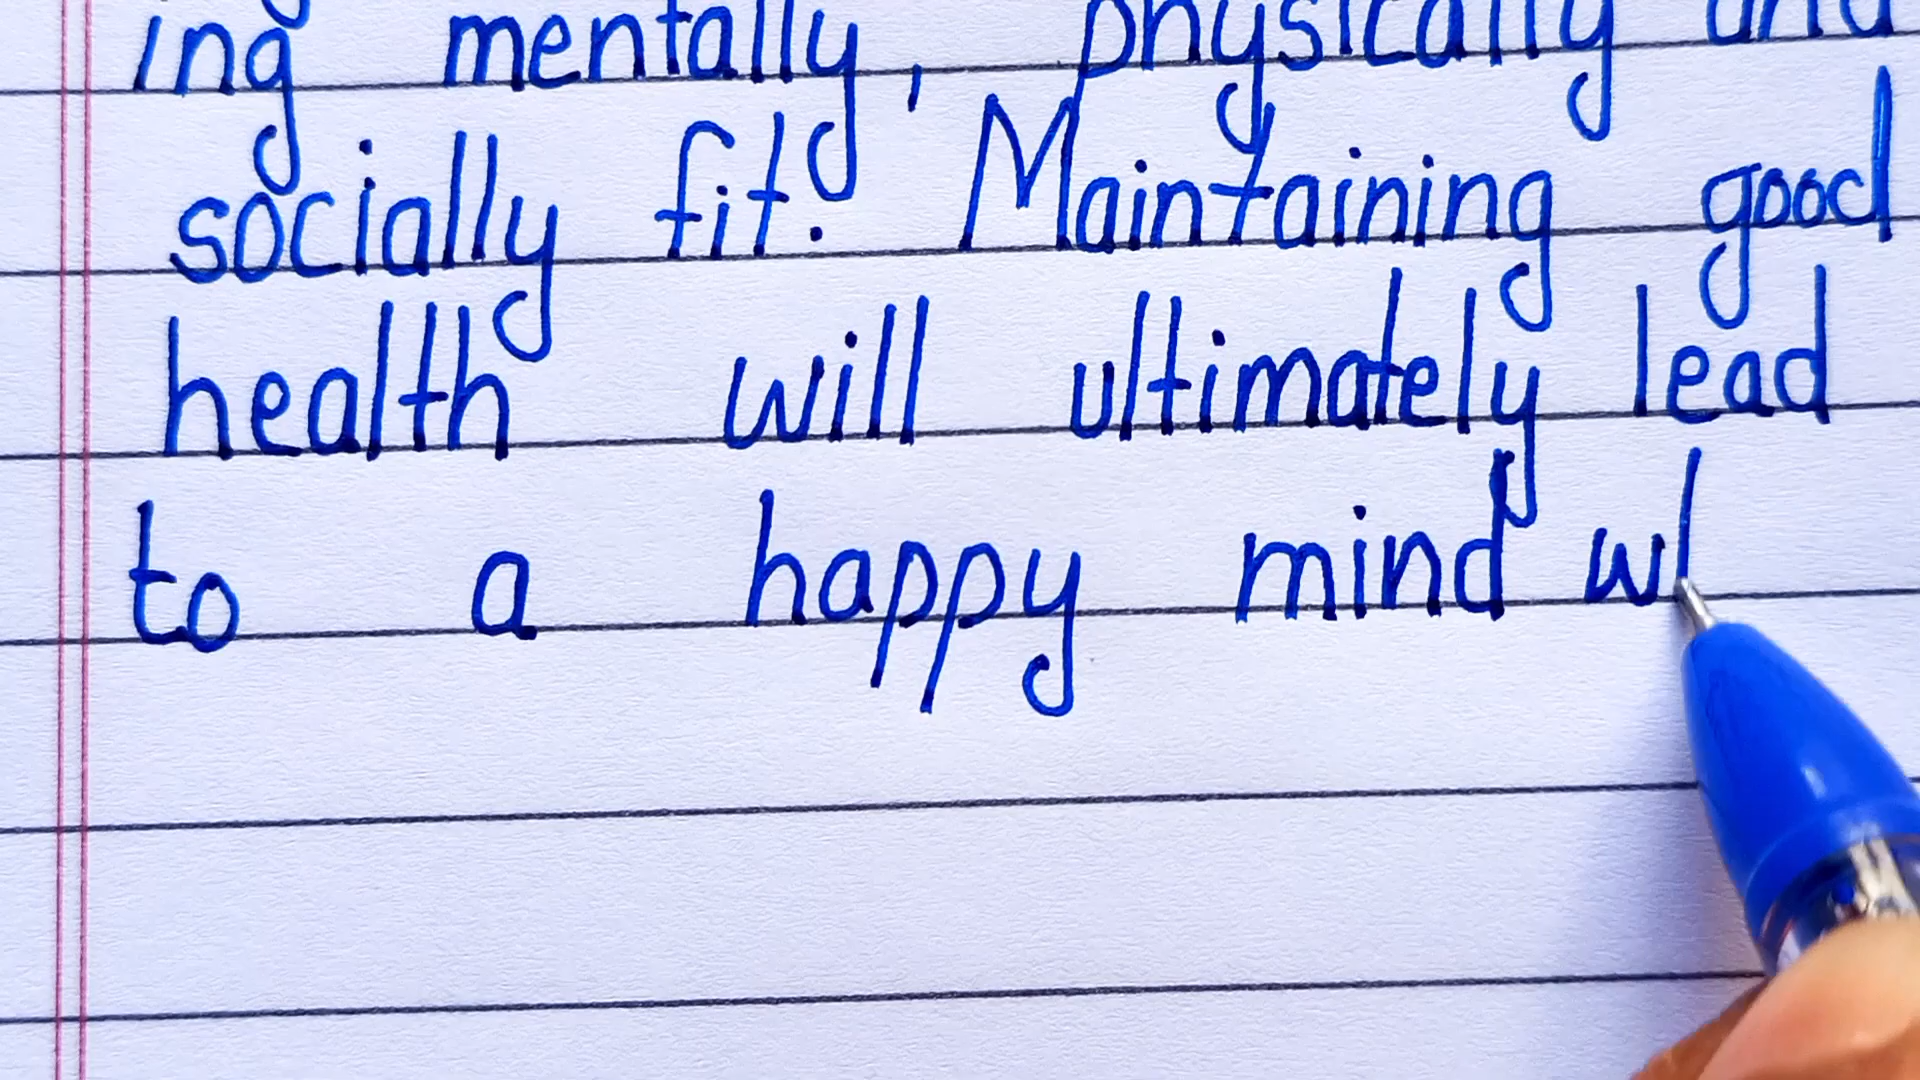 ing mentally, physically and
socially fit. Maintaining good
health will ultimately lead
to a happy mind